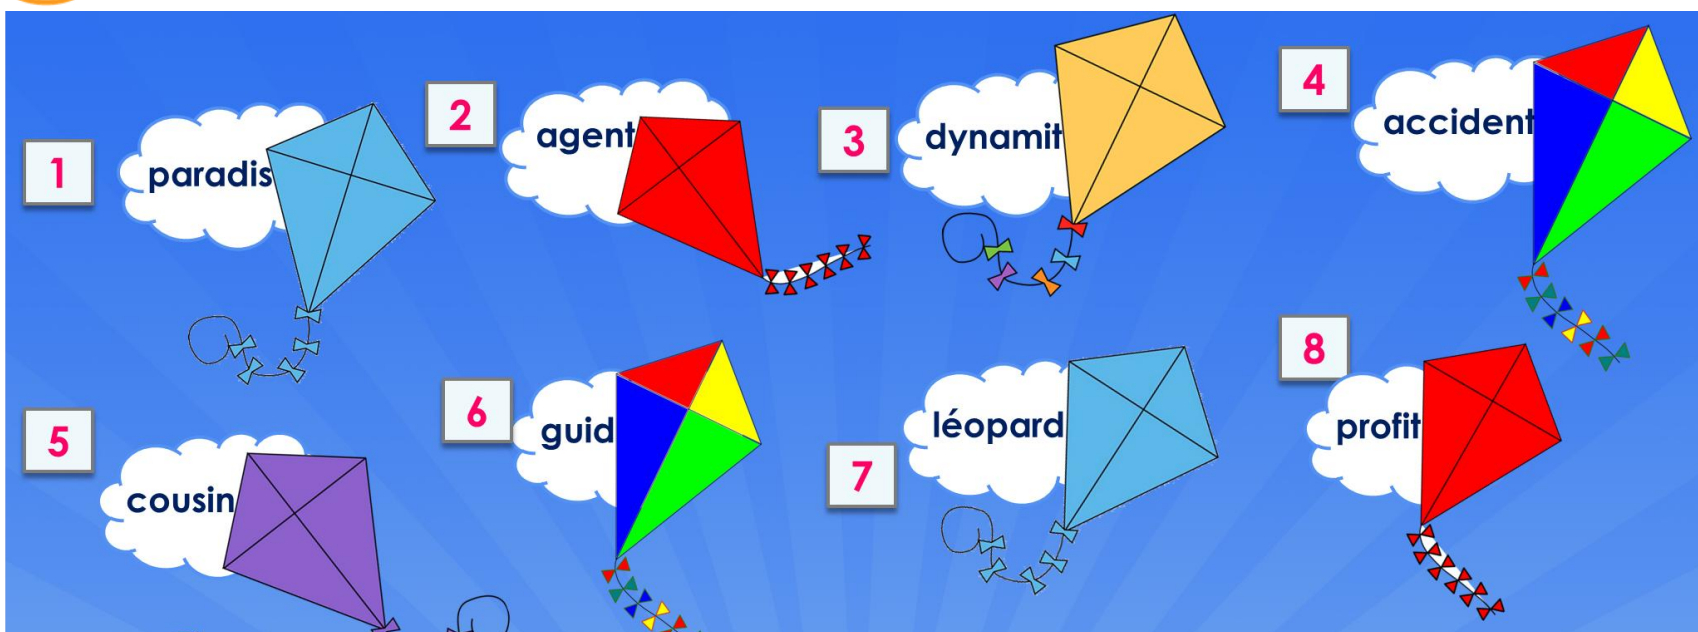 1
paradis
2
agent
3
dynamit
4
accident
5
cousin
6
guid
7
léopard
8
profit